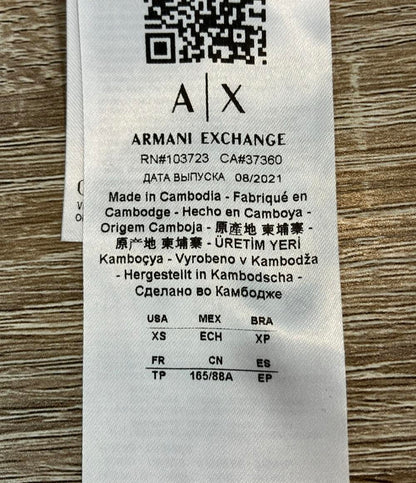 A|X
ARMANI EXCHANGE
RN#103723 CA#37360
ДАТА ВЫПУСКА 08/2021
Made in Cambodia - Fabriqué en
Cambodge - Hecho en Camboya -
Origem Camboja - 原産地 柬埔寨
- 原产地 柬埔寨 - ÜRETİM YERİ
Kamboçya - Vyrobeno v Kambodža
- Hergestellt in Kambodscha -
Сделано во Камбодже
USA MEX BRA
XS ECH XP
FR CN ES
TP 165/88A EP